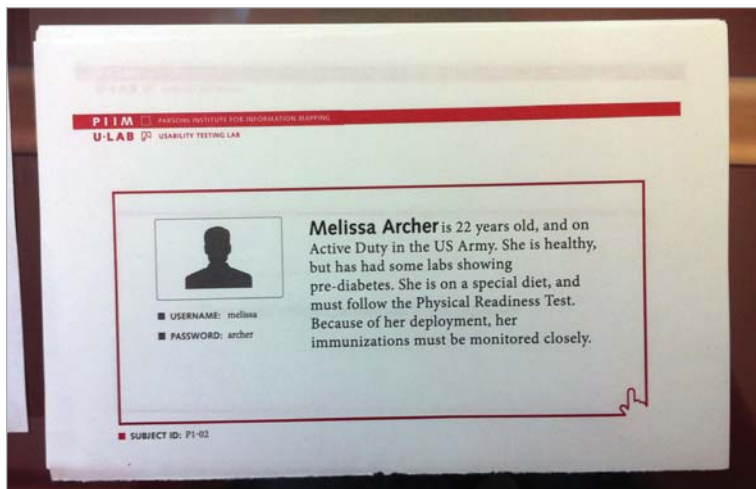 PIIM PARSONS INSTITUTE FOR INFORMATION MAPPING
U·LAB USABILITY TESTING LAB
Melissa Archer is 22 years old, and on
Active Duty in the US Army. She is healthy,
but has had some labs showing
pre-diabetes. She is on a special diet, and
must follow the Physical Readiness Test.
Because of her deployment, her
immunizations must be monitored closely.
USERNAME: melissa
PASSWORD: archer
SUBJECT ID: P1-02